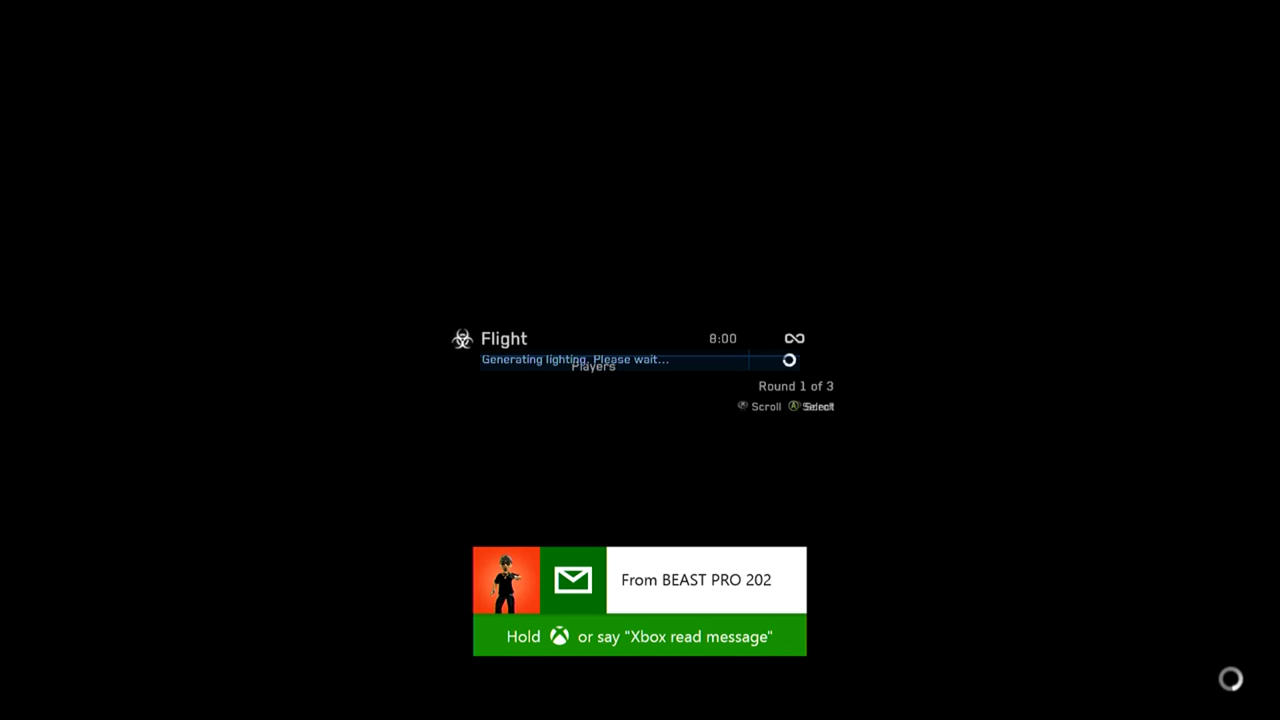 Flight 8:00
Generating lighting. Please wait...
Players
Round 1 of 3
Scroll Select
From BEAST PRO 202
Hold or say "Xbox read message"